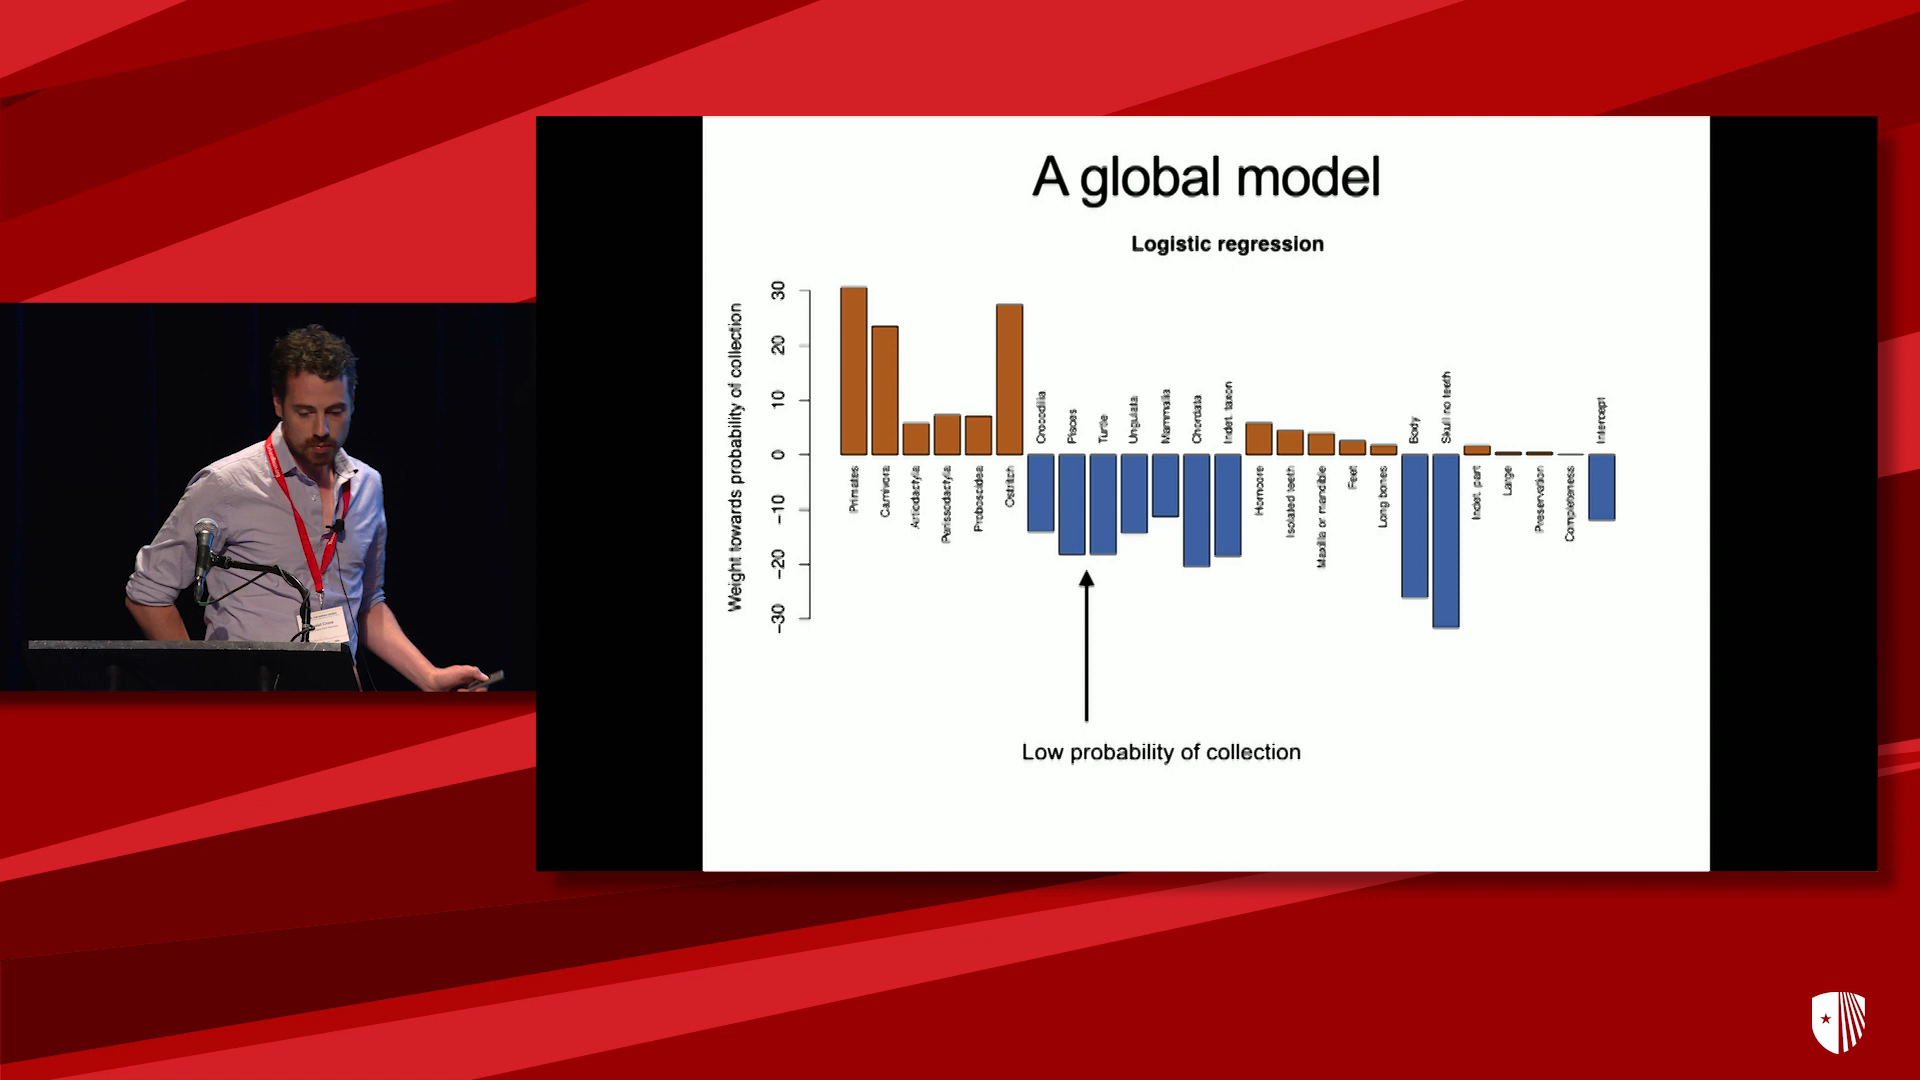 A global model
Logistic regression
Weight towards probability of collection
30
20
10
0
-10
-20
-30
Primates
Carnivora
Artiodactyla
Perissodactyla
Proboscidea
Ostritch
Crocodilia
Pisces
Turtle
Ungulata
Mammalia
Chordata
Indet. taxon
Horncore
Isolated teeth
Maxilla or mandible
Feet
Long bones
Body
Skull no teeth
Indet. part
Large
Preservation
Completeness
Intercept
Low probability of collection